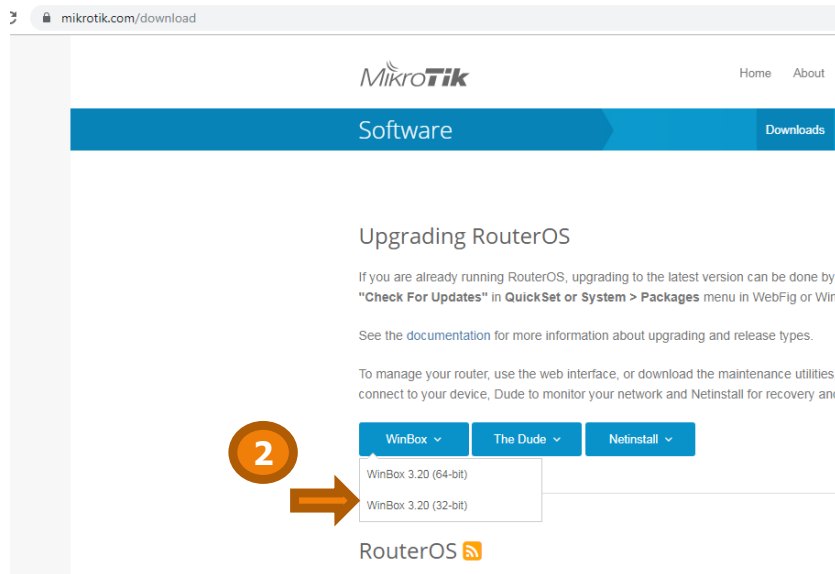 mikrotik.com/download
MikroTik
Home About
Software
Downloads
Upgrading RouterOS
If you are already running RouterOS, upgrading to the latest version can be done by
"Check For Updates" in QuickSet or System > Packages menu in WebFig or
See the documentation for more information about upgrading and release types.
To manage your router, use the web interface, or download the maintenance utilities
connect to your device, Dude to monitor your network and Netinstall for recovery
WinBox The Dude Netinstall
2
WinBox 3.20 (64-bit)
WinBox 3.20 (32-bit)
RouterOS